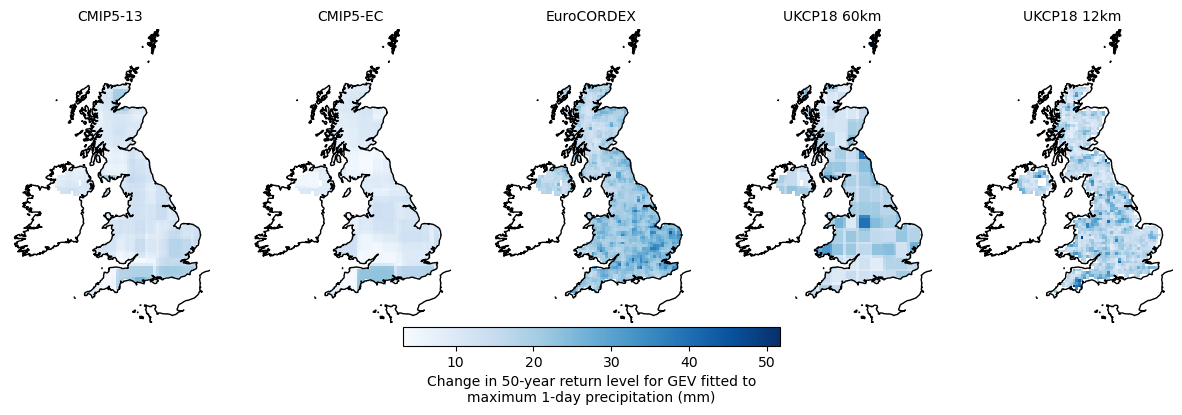 CMIP5-13
CMIP5-EC
EuroCORDEX
UKCP18 60km
UKCP18 12km
10
20
30
40
50
Change in 50-year return level for GEV fitted to
maximum 1-day precipitation (mm)